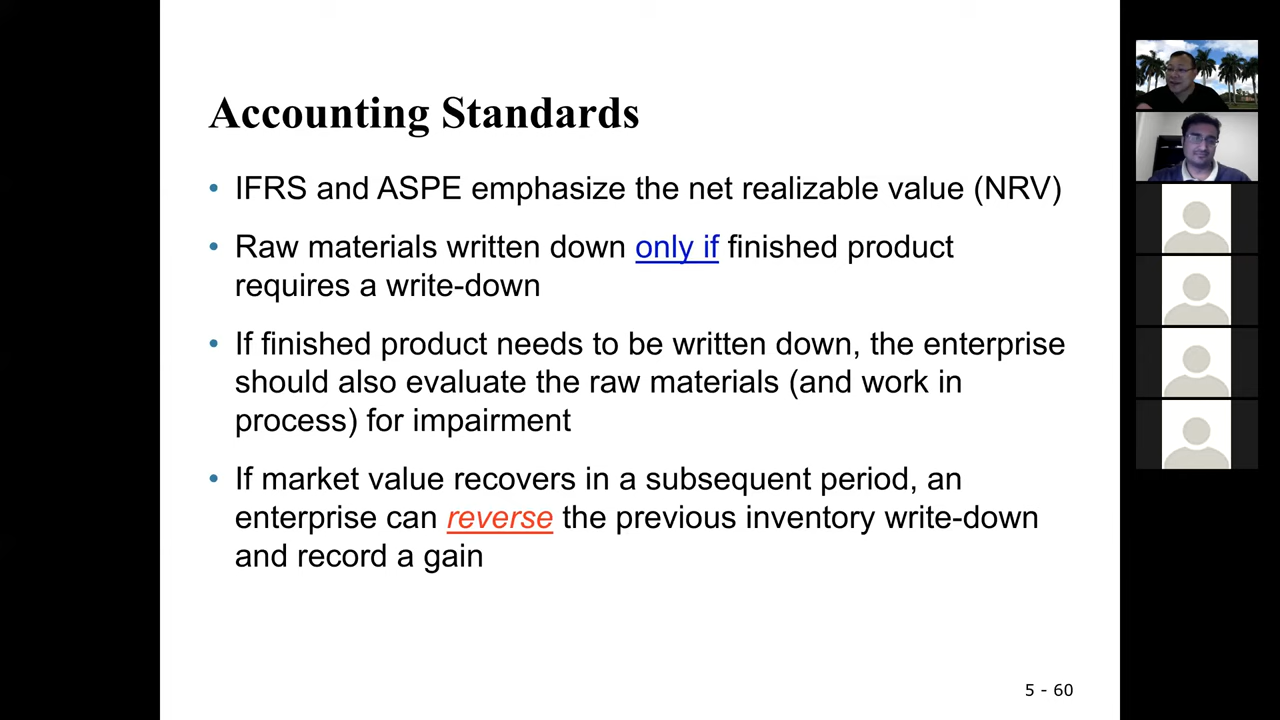 Accounting Standards
• IFRS and ASPE emphasize the net realizable value (NRV)
• Raw materials written down only if finished product
requires a write-down
• If finished product needs to be written down, the enterprise
should also evaluate the raw materials (and work in
process) for impairment
• If market value recovers in a subsequent period, an
enterprise can reverse the previous inventory write-down
and record a gain
5 - 60